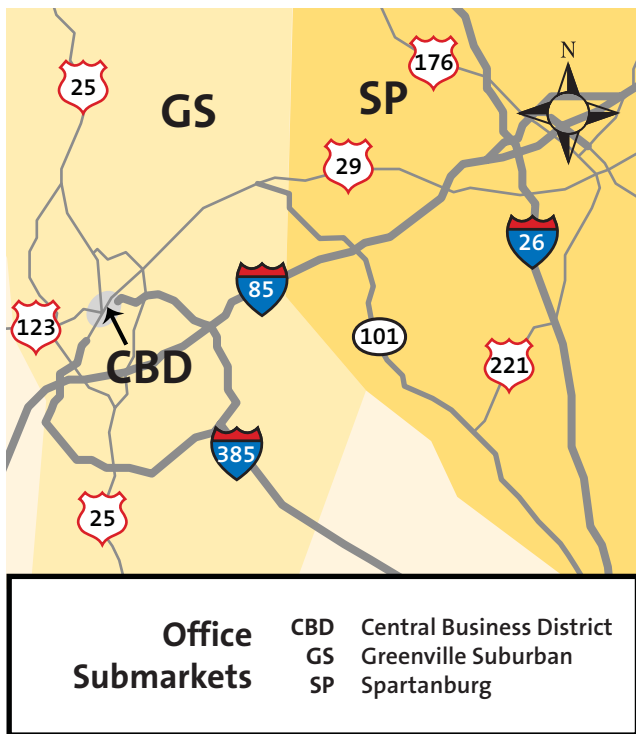 N
176
25
SP
GS
29
26
85
123
101
CBD
221
385
25
Office
Submarkets
CBD Central Business District
GS Greenville Suburban
SP Spartanburg